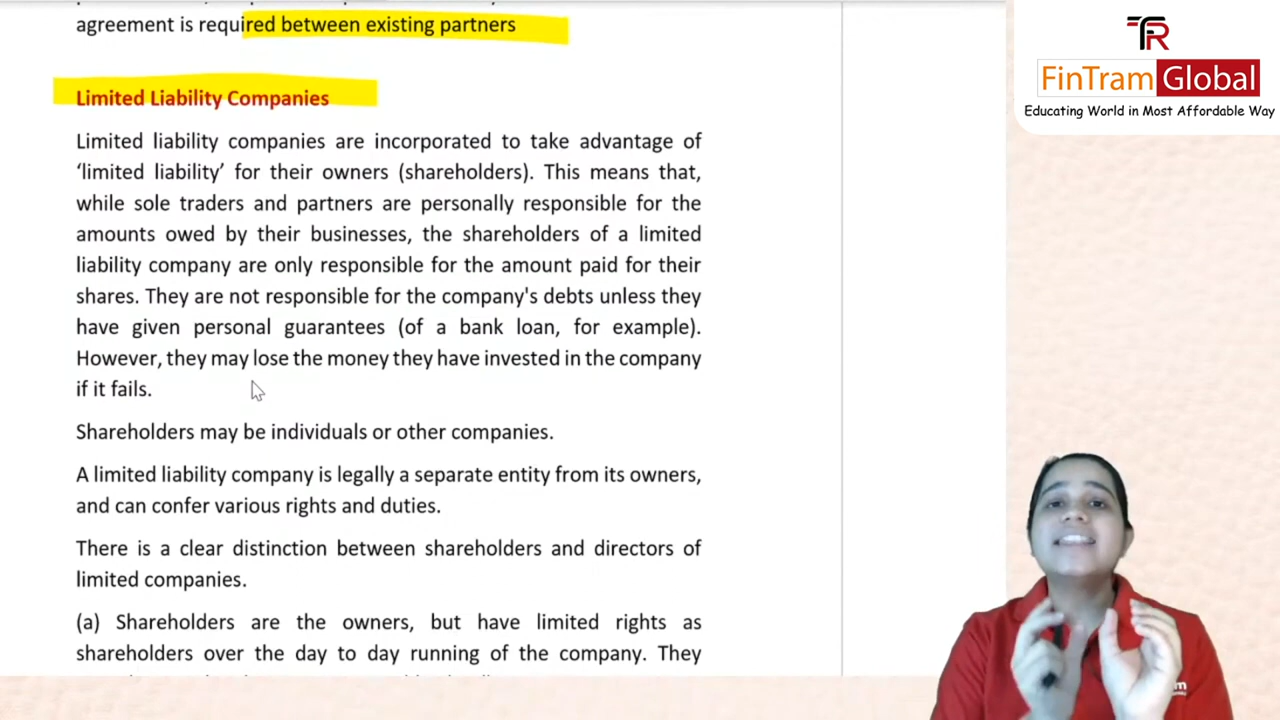 agreement is required between existing partners
Limited Liability Companies
Limited liability companies are incorporated to take advantage of
‘limited liability’ for their owners (shareholders). This means that,
while sole traders and partners are personally responsible for the
amounts owed by their businesses, the shareholders of a limited
liability company are only responsible for the amount paid for their
shares. They are not responsible for the company's debts unless they
have given personal guarantees (of a bank loan, for example).
However, they may lose the money they have invested in the company
if it fails.
Shareholders may be individuals or other companies.
A limited liability company is legally a separate entity from its owners,
and can confer various rights and duties.
There is a clear distinction between shareholders and directors of
limited companies.
(a) Shareholders are the owners, but have limited rights as
shareholders over the day to day running of the company. They
FinTram Global
Educating World in Most Affordable Way